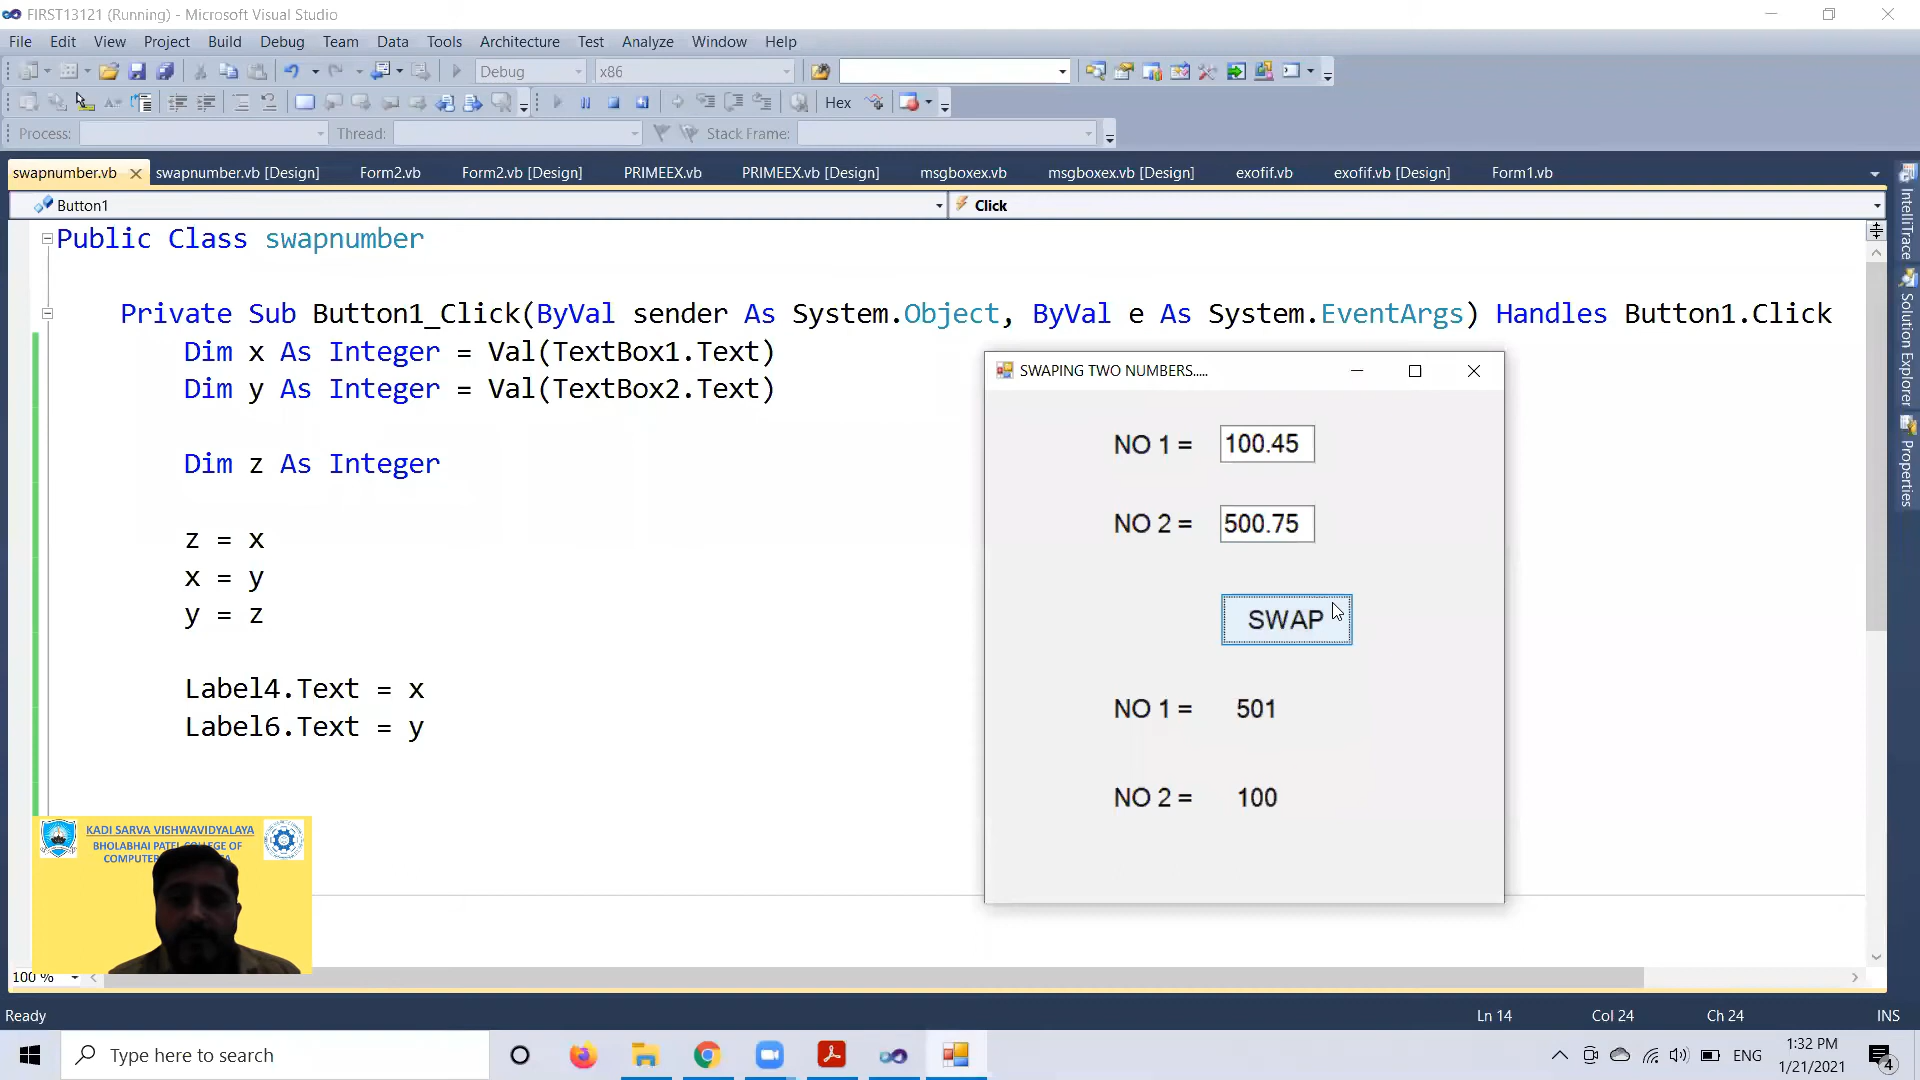 FIRST13121 (Running) - Microsoft Visual Studio
File Edit View Project Build Debug Team Data Tools Architecture Test Analyze Window Help
Debug x86
Hex
Process: Thread: Stack Frame:
swapnumber.vb swapnumber.vb [Design] Form2.vb Form2.vb [Design] PRIMEEX.vb PRIMEEX.vb [Design] msgboxex.vb msgboxex.vb [Design] exofif.vb exofif.vb [Design] Form1.vb
Button1 Click
Public Class swapnumber
Private Sub Button1_Click(ByVal sender As System.Object, ByVal e As System.EventArgs) Handles Button1.Click
Dim x As Integer = Val(TextBox1.Text)
Dim y As Integer = Val(TextBox2.Text)
Dim z As Integer
z = x
x = y
y = z
Label4.Text = x
Label6.Text = y
SWAPING TWO NUMBERS.....
NO 1 = 100.45
NO 2 = 500.75
SWAP
NO 1 = 501
NO 2 = 100
IntelliTrace
Solution Explorer
Properties
KADI SARVA VISHWAVIDYALAYA
BHOLABHAI PATEL COLLEGE OF
100 %
Ready Ln 14 Col 24 Ch 24 INS
Type here to search
ENG
1:32 PM
1/21/2021
4